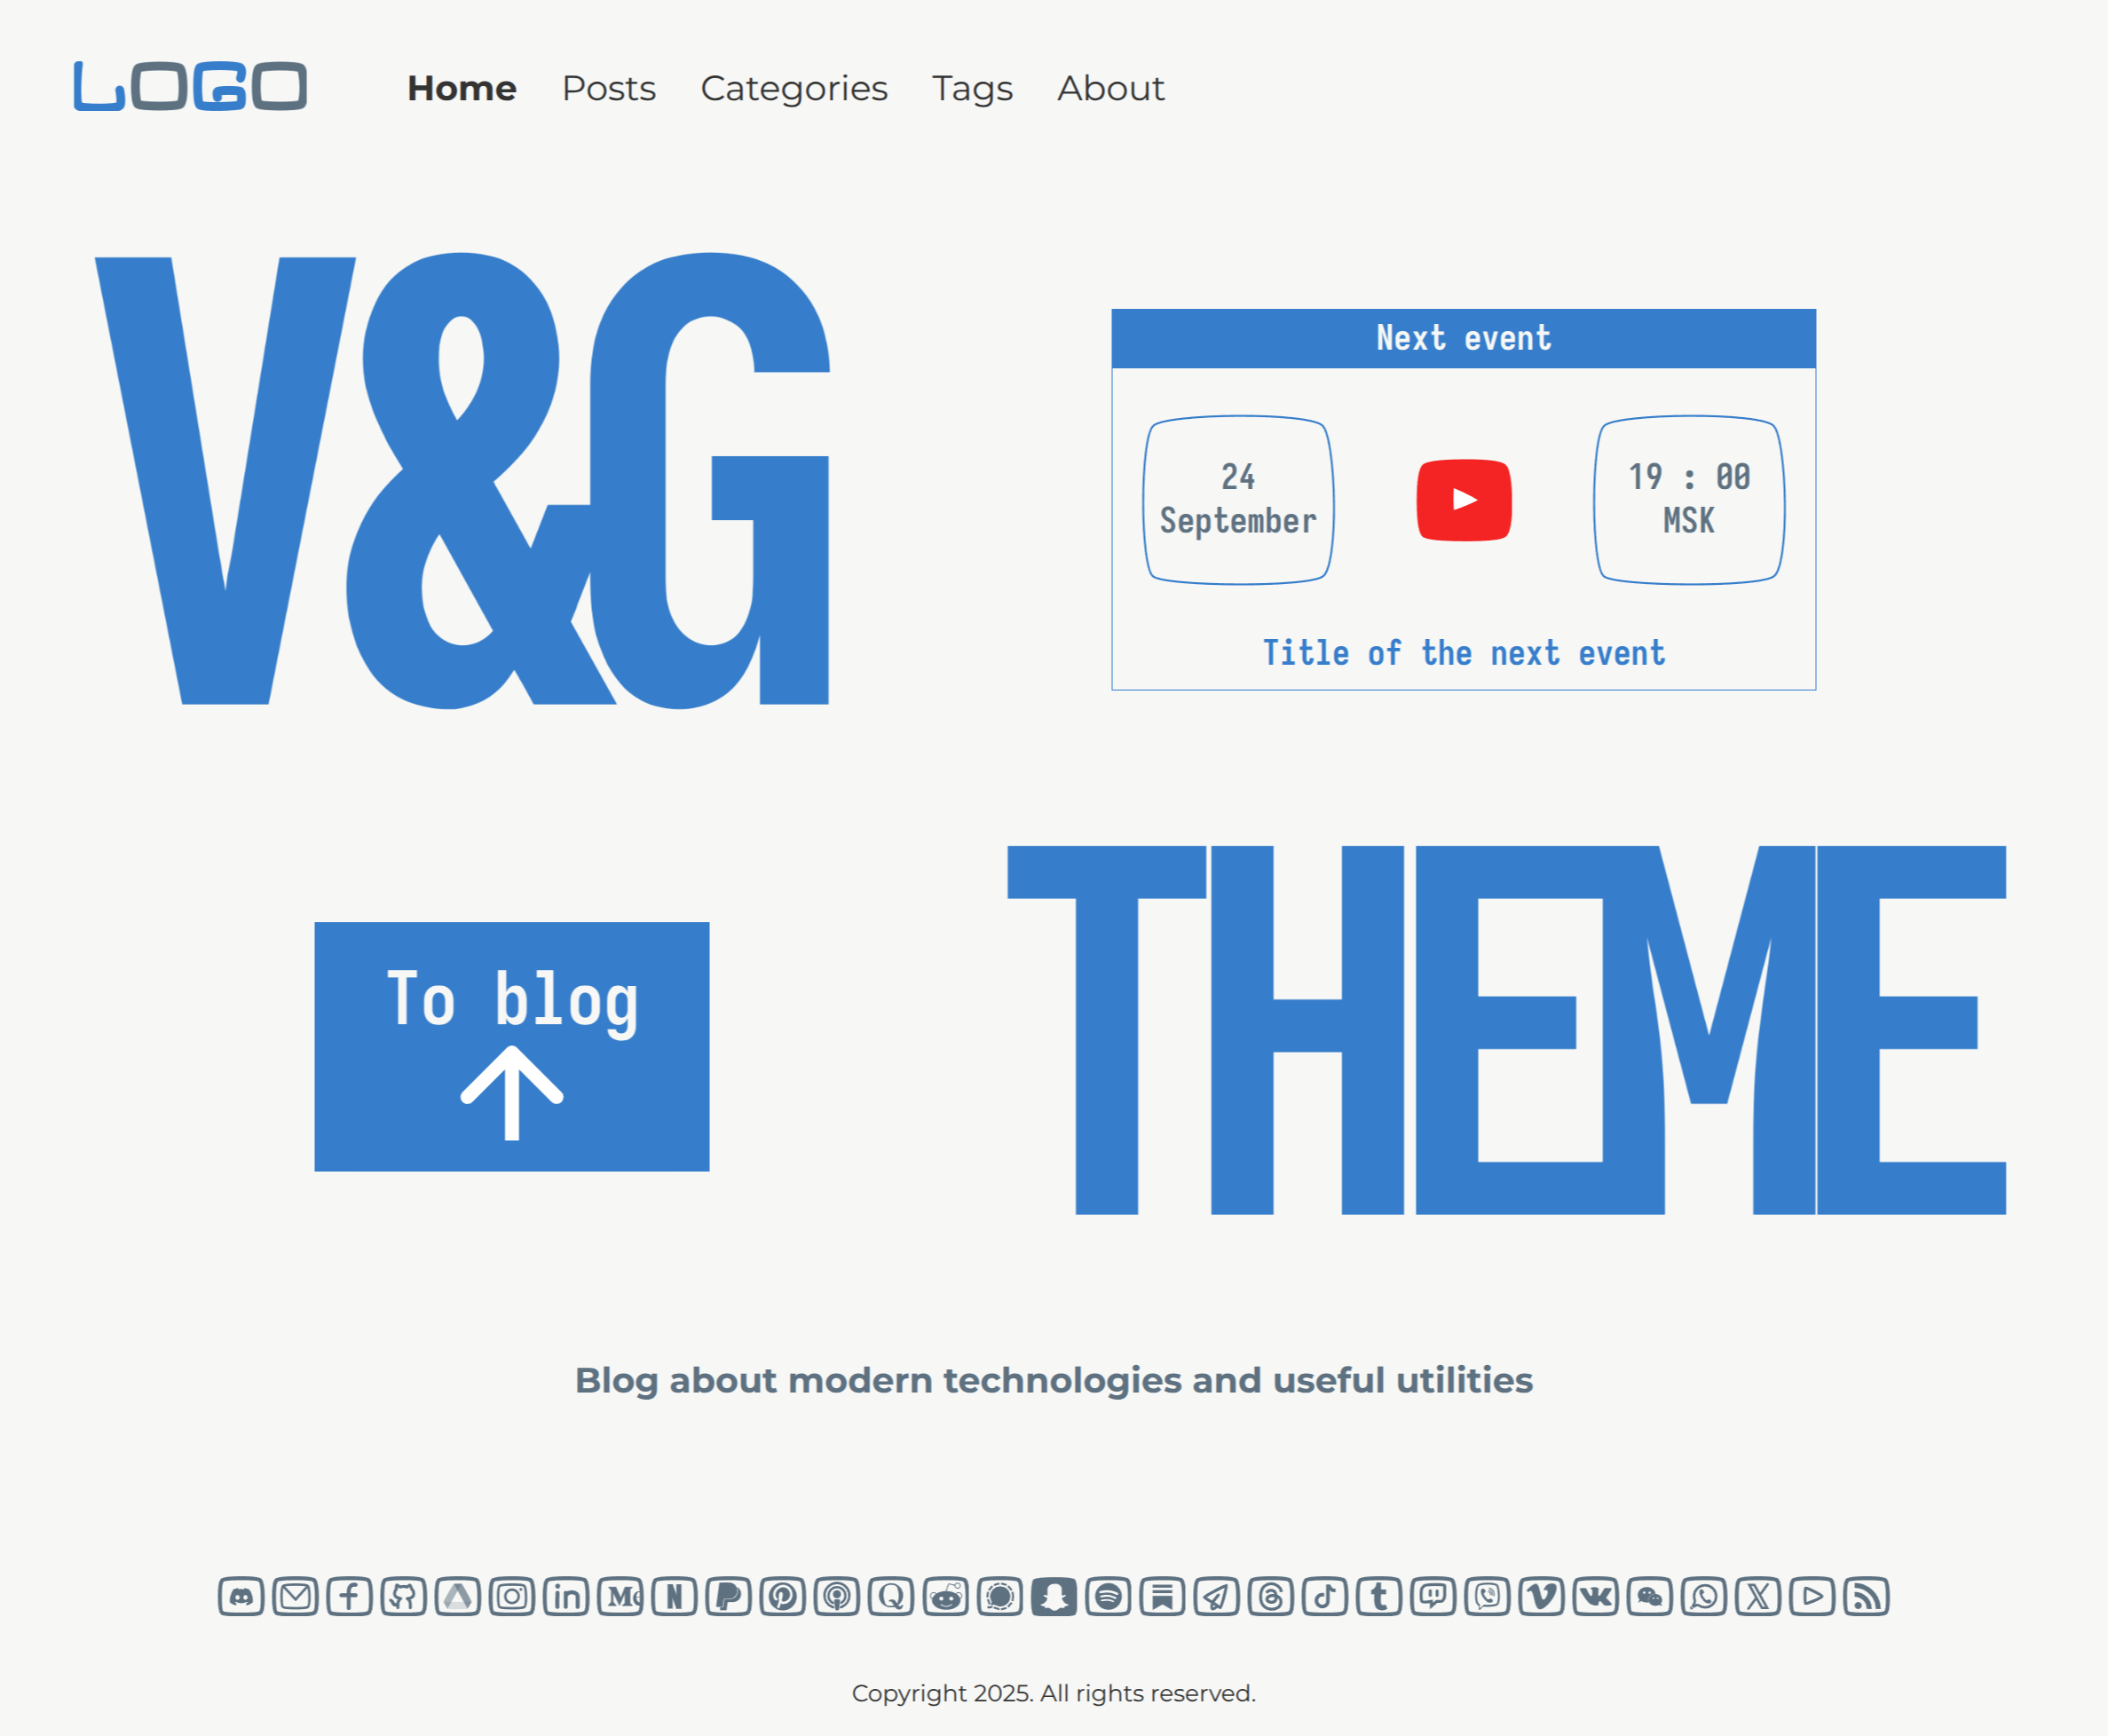 LOGO
Home Posts Categories Tags About
V&G
Next event
24
September
19 : 00
MSK
Title of the next event
To blog
THEME
Blog about modern technologies and useful utilities
Copyright 2025. All rights reserved.